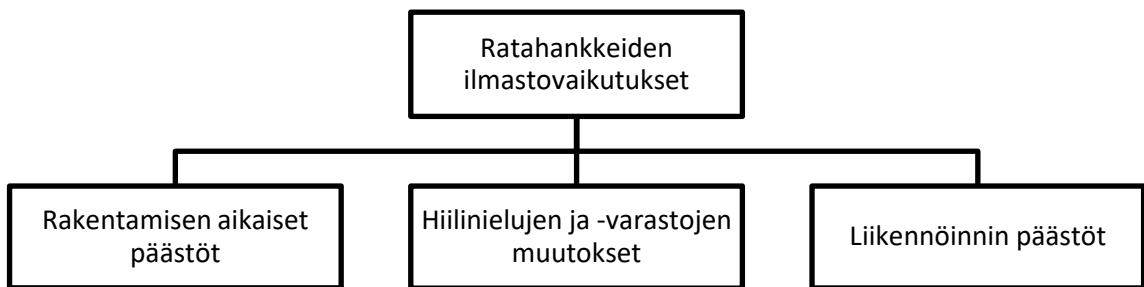 Ratahankkeiden
ilmastovaikutukset
Rakentamisen aikaiset
päästöt
Hiilinielujen ja -varastojen
muutokset
Liikennöinnin päästöt